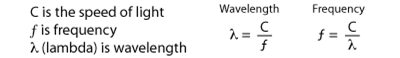 C is the speed of light
f is frequency
λ (lambda) is wavelength
Wavelength
λ = C / f
Frequency
f = C / λ